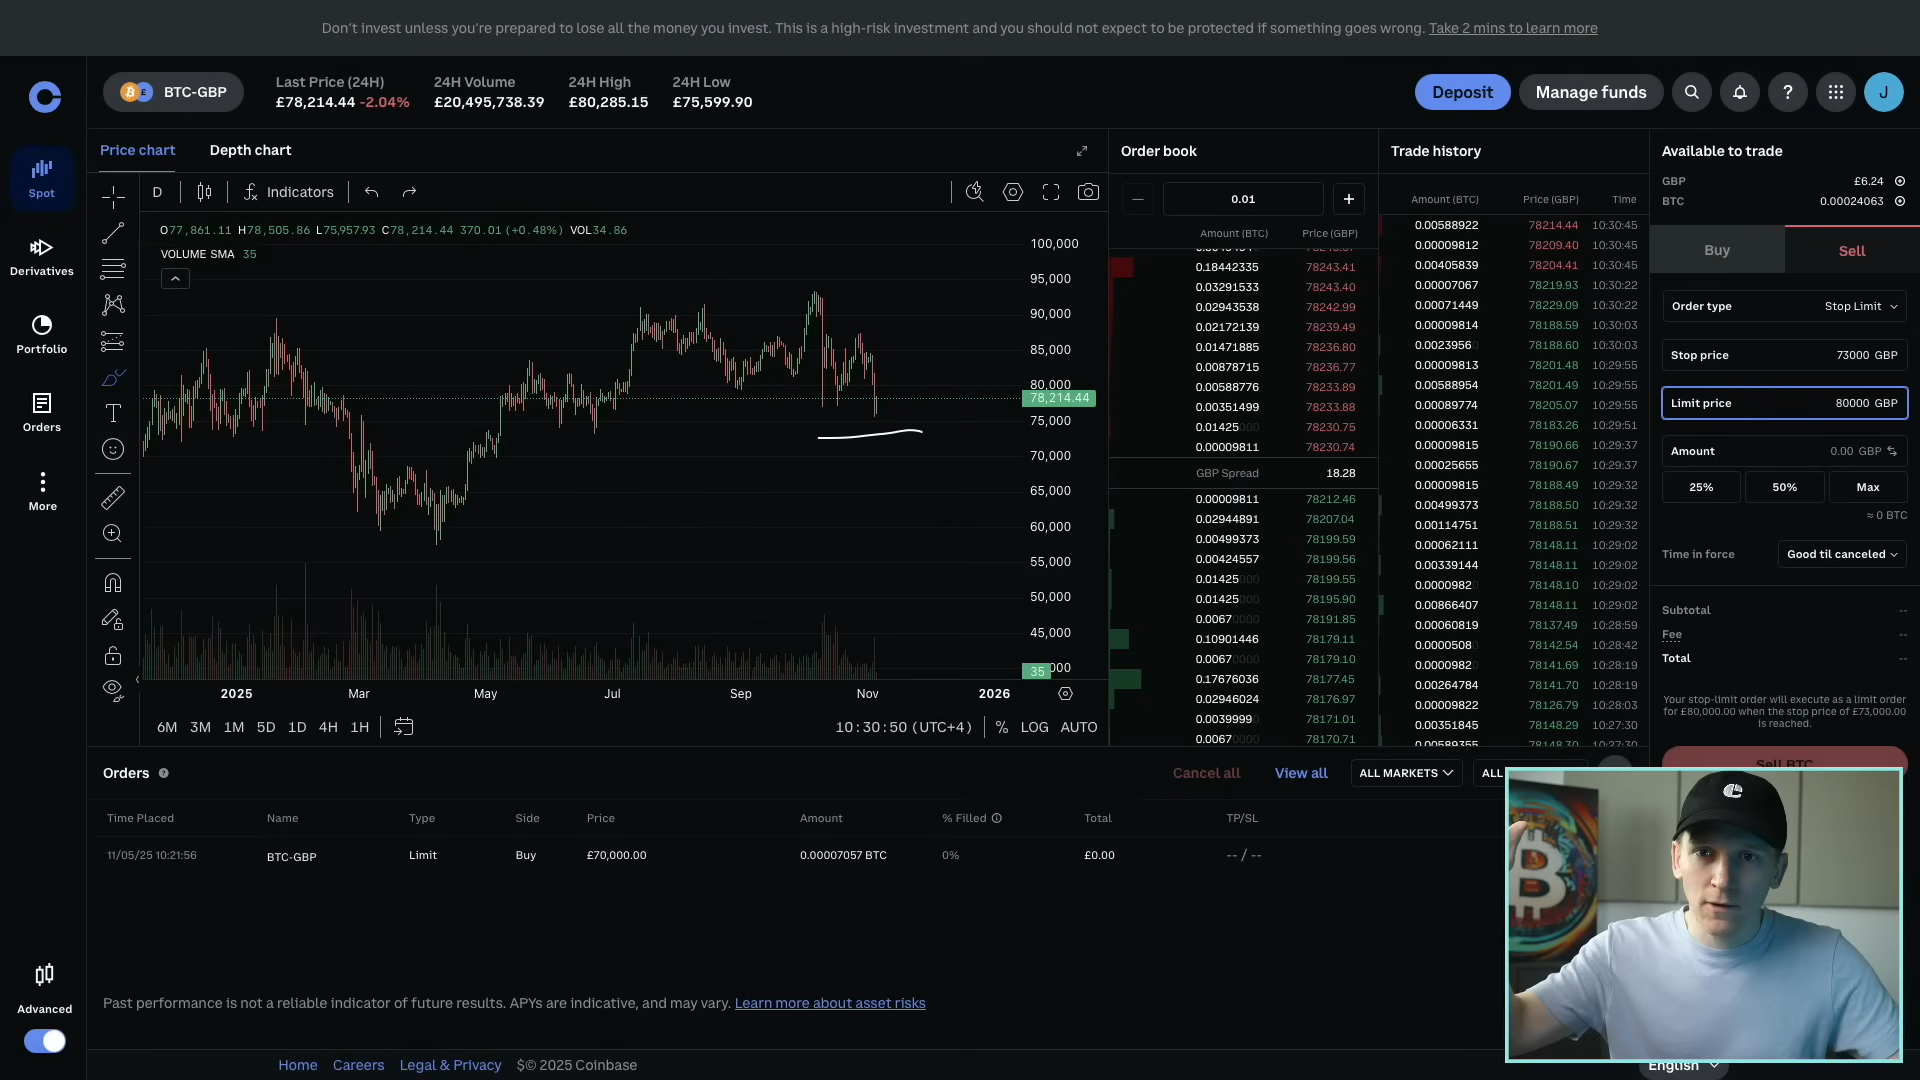 Don't invest unless you're prepared to lose all the money you invest. This is a high-risk investment and you should not expect to be protected if something goes wrong. Take 2 mins to learn more
BTC-GBP
Last Price (24H) 24H Volume 24H High 24H Low
£78,214.44 -2.04% £20,495,738.39 £80,285.15 £75,599.90
Deposit Manage funds ? J
Spot
Derivatives
Portfolio
Orders
More
Advanced
Price chart Depth chart
D Indicators
O77,861.11 H78,505.86 L75,957.93 C78,214.44 370.01 (+0.48%) VOL34.86
VOLUME SMA 35
100,000
95,000
90,000
85,000
80,000
78,214.44
75,000
70,000
65,000
60,000
55,000
50,000
45,000
35
2025 Mar May Jul Sep Nov 2026
6M 3M 1M 5D 1D 4H 1H 10:30:50 (UTC+4) % LOG AUTO
Order book
0.01
Amount (BTC) Price (GBP)
0.18442335 78243.41
0.03291533 78243.40
0.02943538 78242.99
0.02172139 78239.49
0.01471885 78236.80
0.00878715 78236.77
0.00588776 78233.89
0.00351499 78233.88
0.01425000 78230.75
0.00009811 78230.74
GBP Spread 18.28
0.00009811 78212.46
0.02944891 78207.04
0.00499373 78199.59
0.00424557 78199.56
0.01425000 78199.55
0.01425000 78195.90
0.00670000 78191.85
0.10901446 78179.11
0.00670000 78179.10
0.17676036 78177.45
0.02946024 78176.97
0.00399990 78171.01
0.00670000 78170.71
Trade history
Amount (BTC) Price (GBP) Time
0.00588922 78214.44 10:30:45
0.00009812 78209.40 10:30:45
0.00405839 78204.41 10:30:45
0.00007067 78219.93 10:30:22
0.00071449 78229.09 10:30:22
0.00009814 78188.59 10:30:03
0.00239560 78188.60 10:30:03
0.00009813 78201.48 10:29:55
0.00588954 78201.49 10:29:55
0.00089774 78205.07 10:29:55
0.00006331 78183.26 10:29:51
0.00009815 78190.66 10:29:37
0.00025655 78190.67 10:29:37
0.00009815 78188.49 10:29:32
0.00499373 78188.50 10:29:32
0.00114751 78188.51 10:29:32
0.00062111 78148.11 10:29:02
0.00339144 78148.11 10:29:02
0.00009820 78148.10 10:29:02
0.00866407 78148.11 10:29:02
0.00060819 78137.49 10:28:59
0.00005080 78142.54 10:28:42
0.00009820 78141.69 10:28:19
0.00264784 78141.70 10:28:19
0.00009822 78126.79 10:28:03
0.00351845 78148.29 10:27:30
0.00589355 78148.30 10:27:30
Available to trade
GBP £6.24
BTC 0.00024063
Buy Sell
Order type Stop Limit
Stop price 73000 GBP
Limit price 80000 GBP
Amount 0.00 GBP
25% 50% Max
≈ 0 BTC
Time in force Good til canceled
Subtotal --
Fee --
Total --
Your stop-limit order will execute as a limit order
for £80,000.00 when the stop price of £73,000.00
is reached.
Orders Cancel all View all ALL MARKETS ALL
Time Placed Name Type Side Price Amount % Filled Total TP/SL
11/05/25 10:21:56 BTC-GBP Limit Buy £70,000.00 0.00007057 BTC 0% £0.00 -- / --
Past performance is not a reliable indicator of future results. APYs are indicative, and may vary. Learn more about asset risks
Home Careers Legal & Privacy $© 2025 Coinbase English